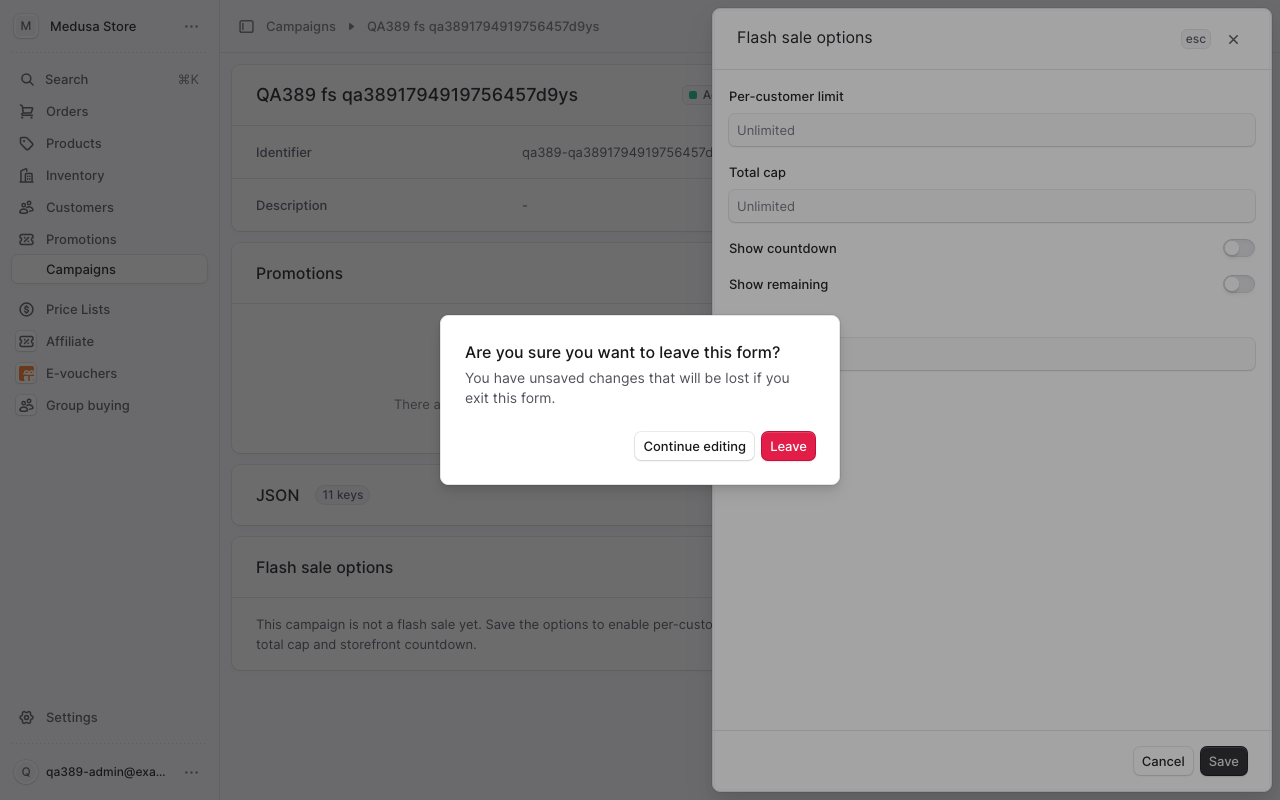 M Medusa Store
Search ⌘K
Orders
Products
Inventory
Customers
Promotions
Campaigns
Price Lists
Affiliate
E-vouchers
Group buying
Settings
Q qa389-admin@exa...
Campaigns QA389 fs qa3891794919756457d9ys
QA389 fs qa3891794919756457d9ys
A
Identifier qa389-qa3891794919756457d
Description -
Promotions
There a
JSON 11 keys
Flash sale options
This campaign is not a flash sale yet. Save the options to enable per-custo
total cap and storefront countdown.
Flash sale options esc
Per-customer limit
Unlimited
Total cap
Unlimited
Show countdown
Show remaining
Cancel Save
Are you sure you want to leave this form?
You have unsaved changes that will be lost if you
exit this form.
Continue editing Leave